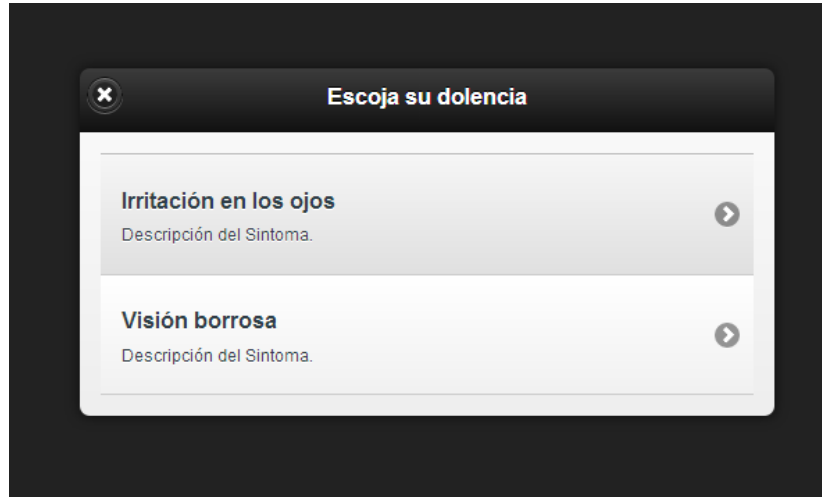 Escoja su dolencia
Irritación en los ojos
Descripción del Sintoma.
Visión borrosa
Descripción del Sintoma.